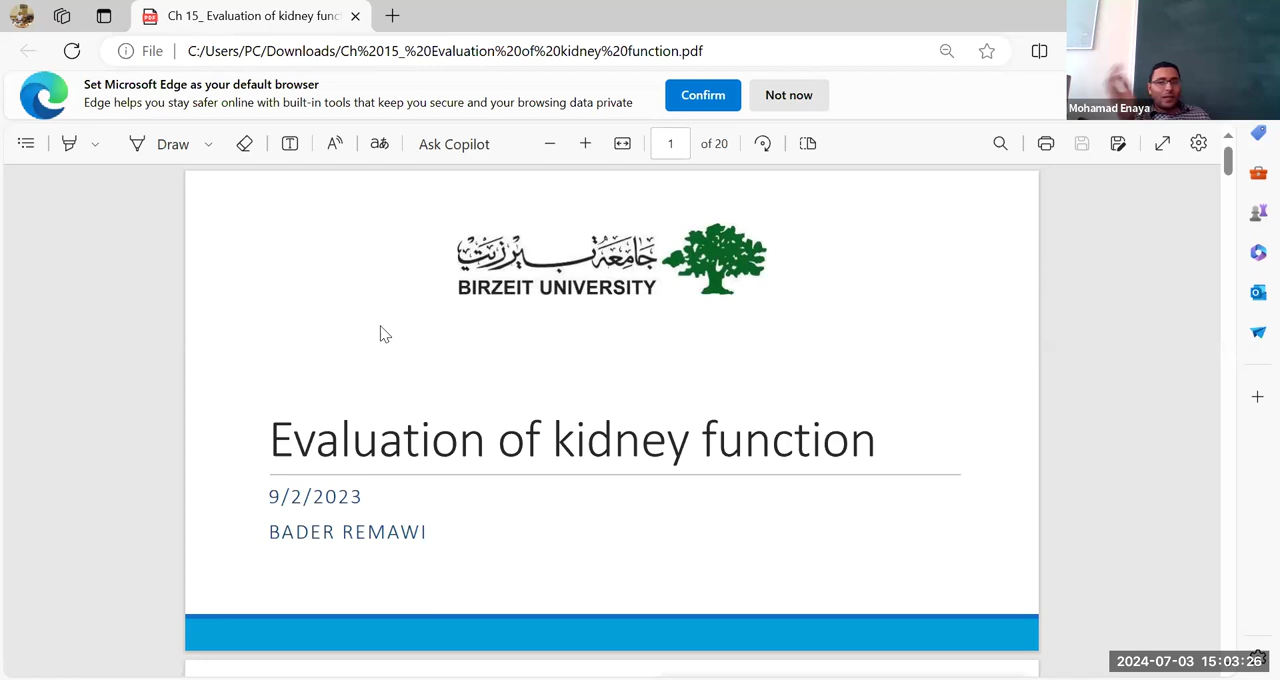 Ch 15_ Evaluation of kidney func
File
C:/Users/PC/Downloads/Ch%2015_%20Evaluation%20of%20kidney%20function.pdf
Set Microsoft Edge as your default browser
Edge helps you stay safer online with built-in tools that keep you secure and your browsing data private
Confirm
Not now
Mohamad Enaya
Draw
Ask Copilot
1 of 20
جامعة بيرزيت
BIRZEIT UNIVERSITY
Evaluation of kidney function
9/2/2023
BADER REMAWI
2024-07-03 15:03:26